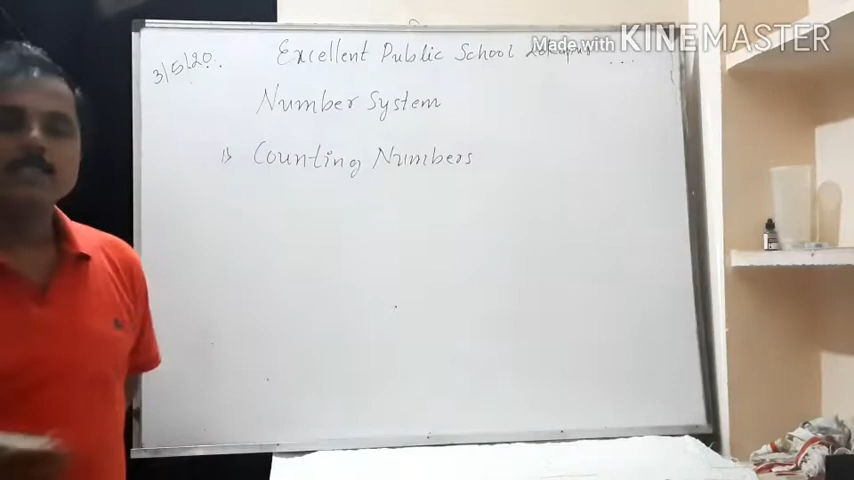 3/5/20. Excellent Public School
Made with KINEMASTER
Number System
1) Counting Numbers